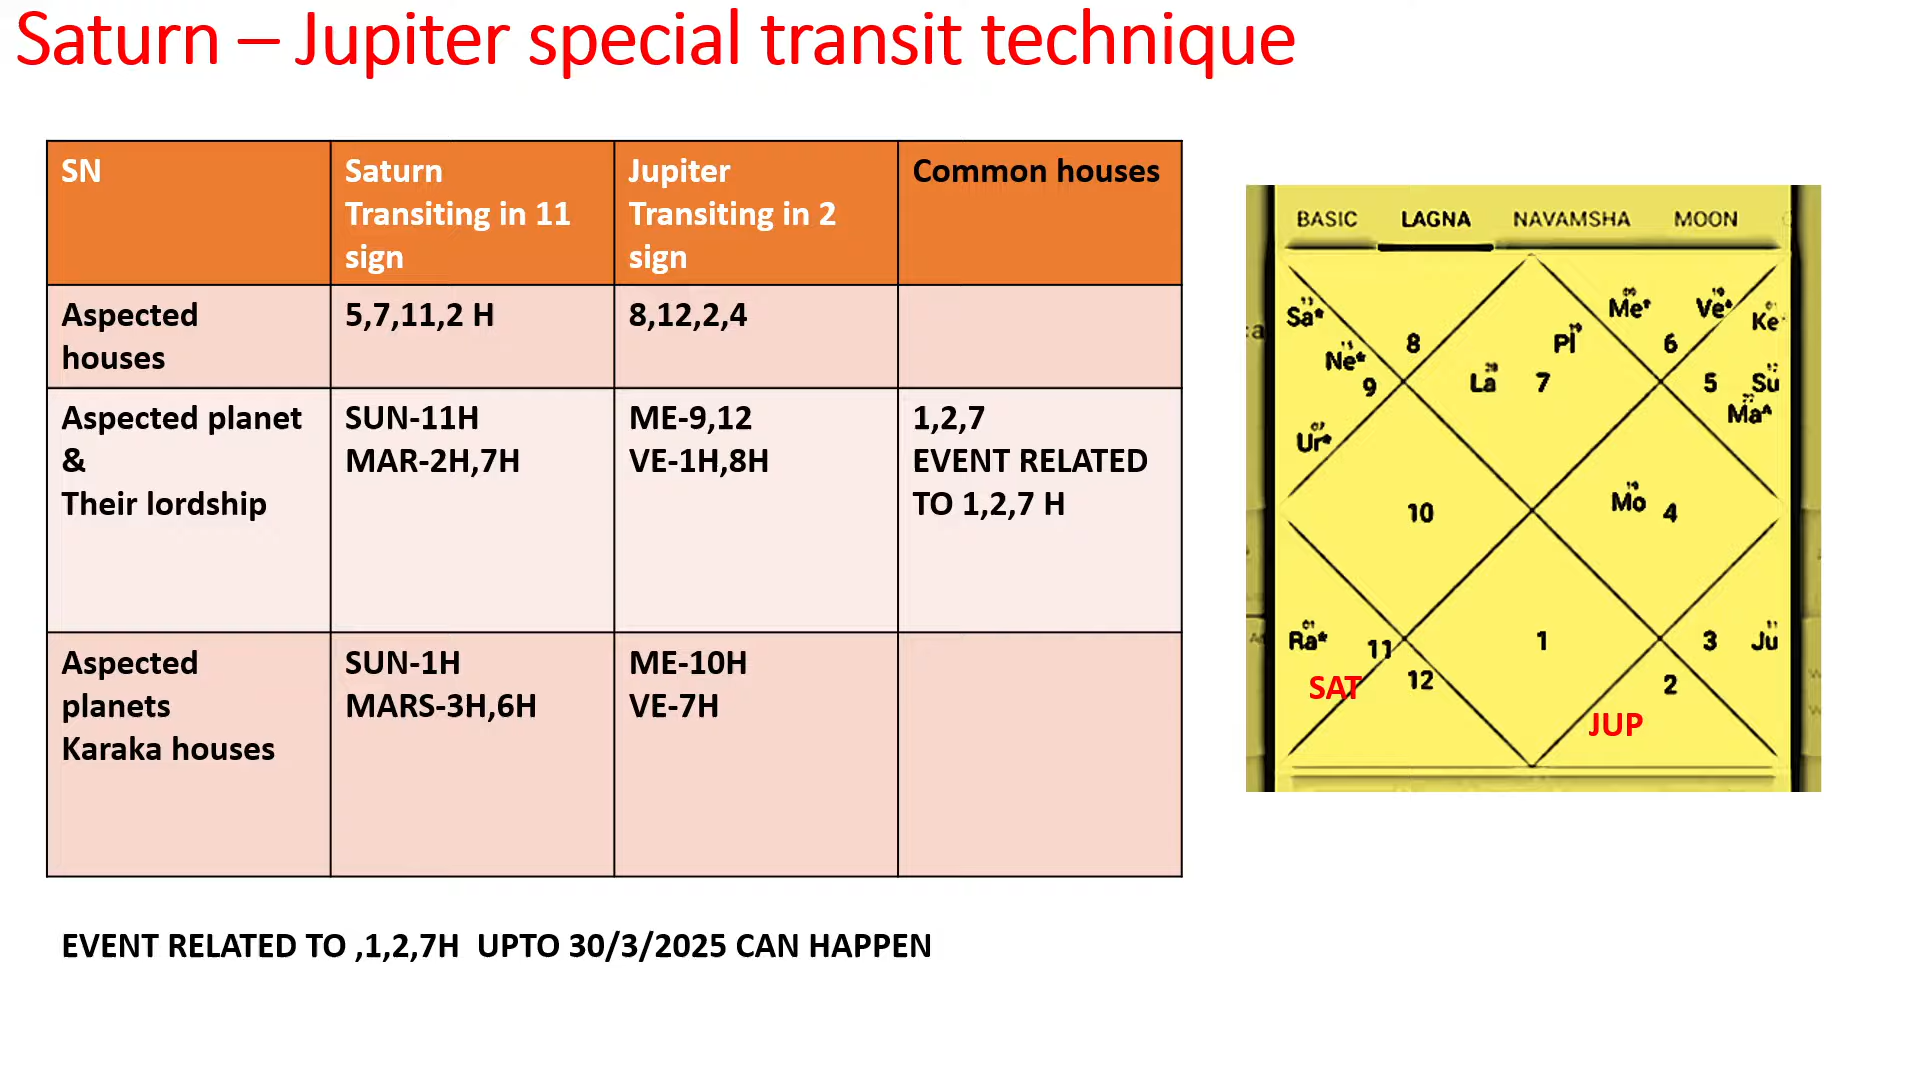 Saturn – Jupiter special transit technique
SN
Saturn
Transiting in 11
sign
Jupiter
Transiting in 2
sign
Common houses
Aspected
houses
5,7,11,2 H
8,12,2,4
Aspected planet
&
Their lordship
SUN-11H
MAR-2H,7H
ME-9,12
VE-1H,8H
1,2,7
EVENT RELATED
TO 1,2,7 H
Aspected
planets
Karaka houses
SUN-1H
MARS-3H,6H
ME-10H
VE-7H
EVENT RELATED TO ,1,2,7H UPTO 30/3/2025 CAN HAPPEN
BASIC LAGNA NAVAMSHA MOON
Sa*
Ne*
9
Ur*
8
La 7
Pl
Me* Ve*
6
Ke
5 Su
Ma^
10
Mo 4
Ra* 11
SAT
12
1
3 Ju
2
JUP